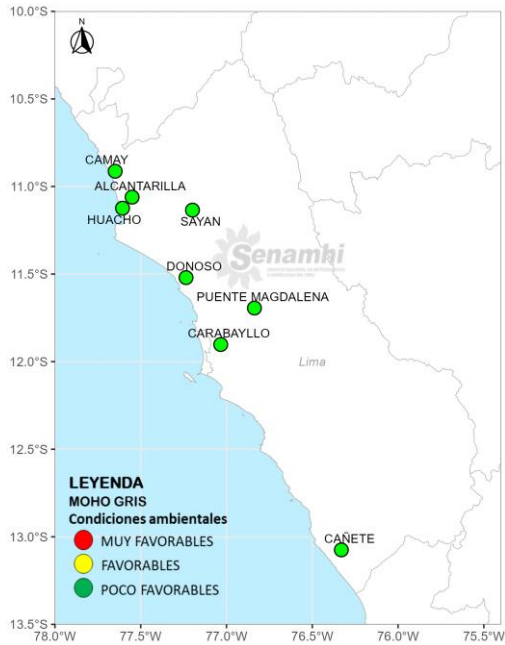 10.0°S
N
10.5°S
CAMAY
11.0°S
ALCANTARILLA
HUACHO
SAYAN
Senamhi
DONOSO
11.5°S
PUENTE MAGDALENA
CARABAYLLO
12.0°S
Lima
12.5°S
LEYENDA
MOHO GRIS
Condiciones ambientales
MUY FAVORABLES
FAVORABLES
POCO FAVORABLES
13.0°S
CAÑETE
13.5°S
78.0°W 77.5°W 77.0°W 76.5°W 76.0°W 75.5°W